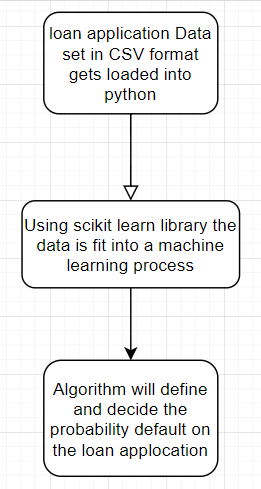 loan application Data
set in CSV format
gets loaded into
python
Using scikit learn library the
data is fit into a machine
learning process
Algorithm will define
and decide the
probability default on
the loan applocation